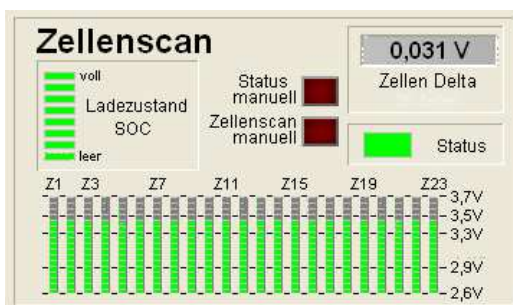 Zellenscan
voll
Ladezustand
SOC
leer
Status
manuell
Zellenscan
manuell
0,031 V
Zellen Delta
Status
Z1 Z3 Z7 Z11 Z15 Z19 Z23
3,7V
3,5V
3,3V
2,9V
2,6V